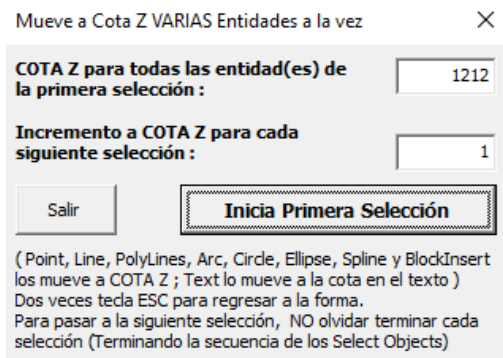 Mueve a Cota Z VARIAS Entidades a la vez
COTA Z para todas las entidad(es) de
la primera selección :
1212
Incremento a COTA Z para cada
siguiente selección :
1
Salir
Inicia Primera Selección
( Point, Line, PolyLines, Arc, Circle, Ellipse, Spline y BlockInsert
los mueve a COTA Z ; Text lo mueve a la cota en el texto )
Dos veces tecla ESC para regresar a la forma.
Para pasar a la siguiente selección, NO olvidar terminar cada
selección (Terminando la secuencia de los Select Objects)